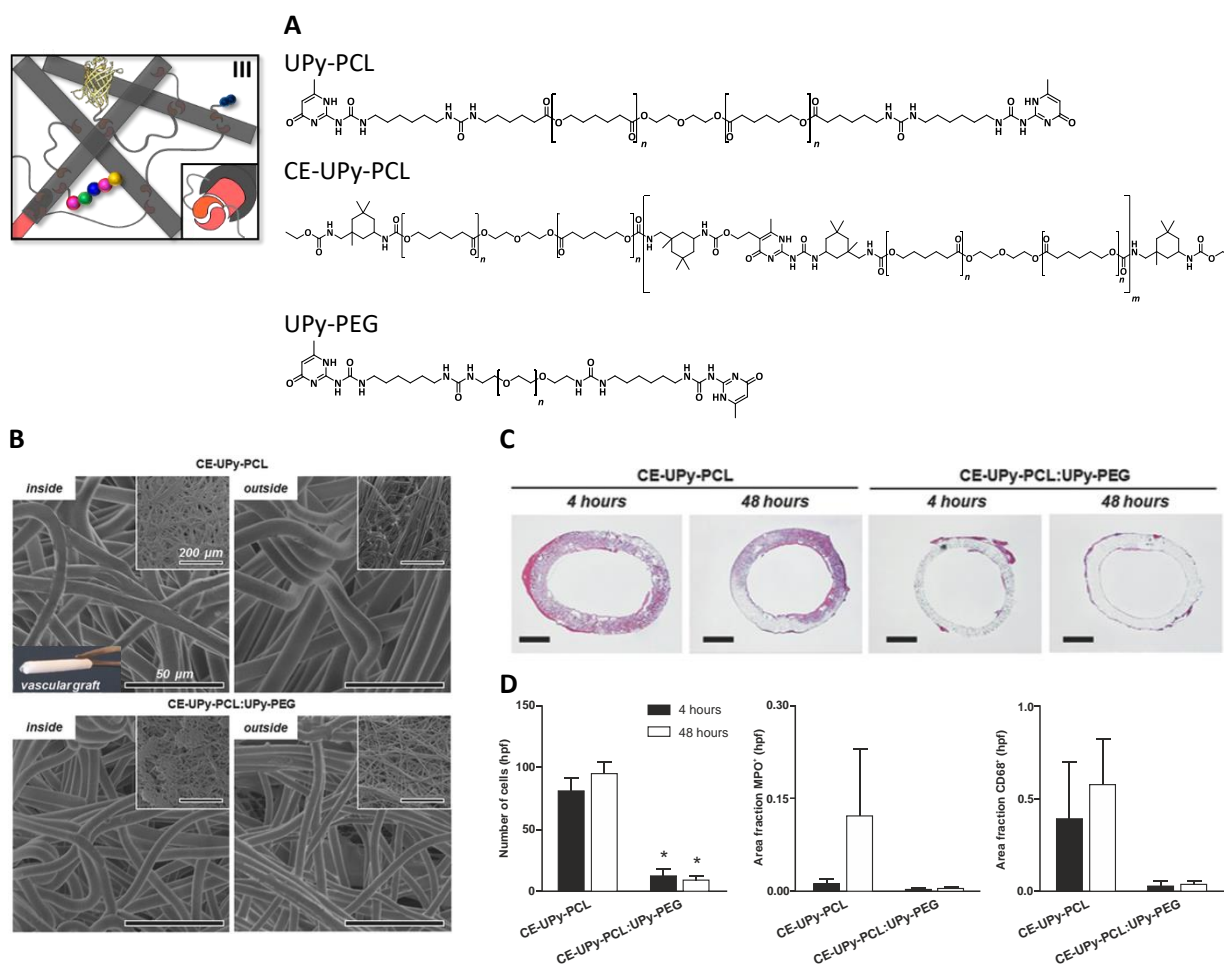 A
III
UPy-PCL
CE-UPy-PCL
UPy-PEG
B
CE-UPy-PCL
inside
outside
200 µm
vascular graft
50 µm
CE-UPy-PCL:UPy-PEG
inside
outside
C
CE-UPy-PCL
CE-UPy-PCL:UPy-PEG
4 hours
48 hours
4 hours
48 hours
D
Number of cells (hpf)
150
100
50
0
4 hours
48 hours
*
*
CE-UPy-PCL
CE-UPy-PCL:UPy-PEG
Area fraction MPO⁺ (hpf)
0.30
0.15
0.00
CE-UPy-PCL
CE-UPy-PCL:UPy-PEG
Area fraction CD68⁺ (hpf)
1.0
0.5
0.0
CE-UPy-PCL
CE-UPy-PCL:UPy-PEG